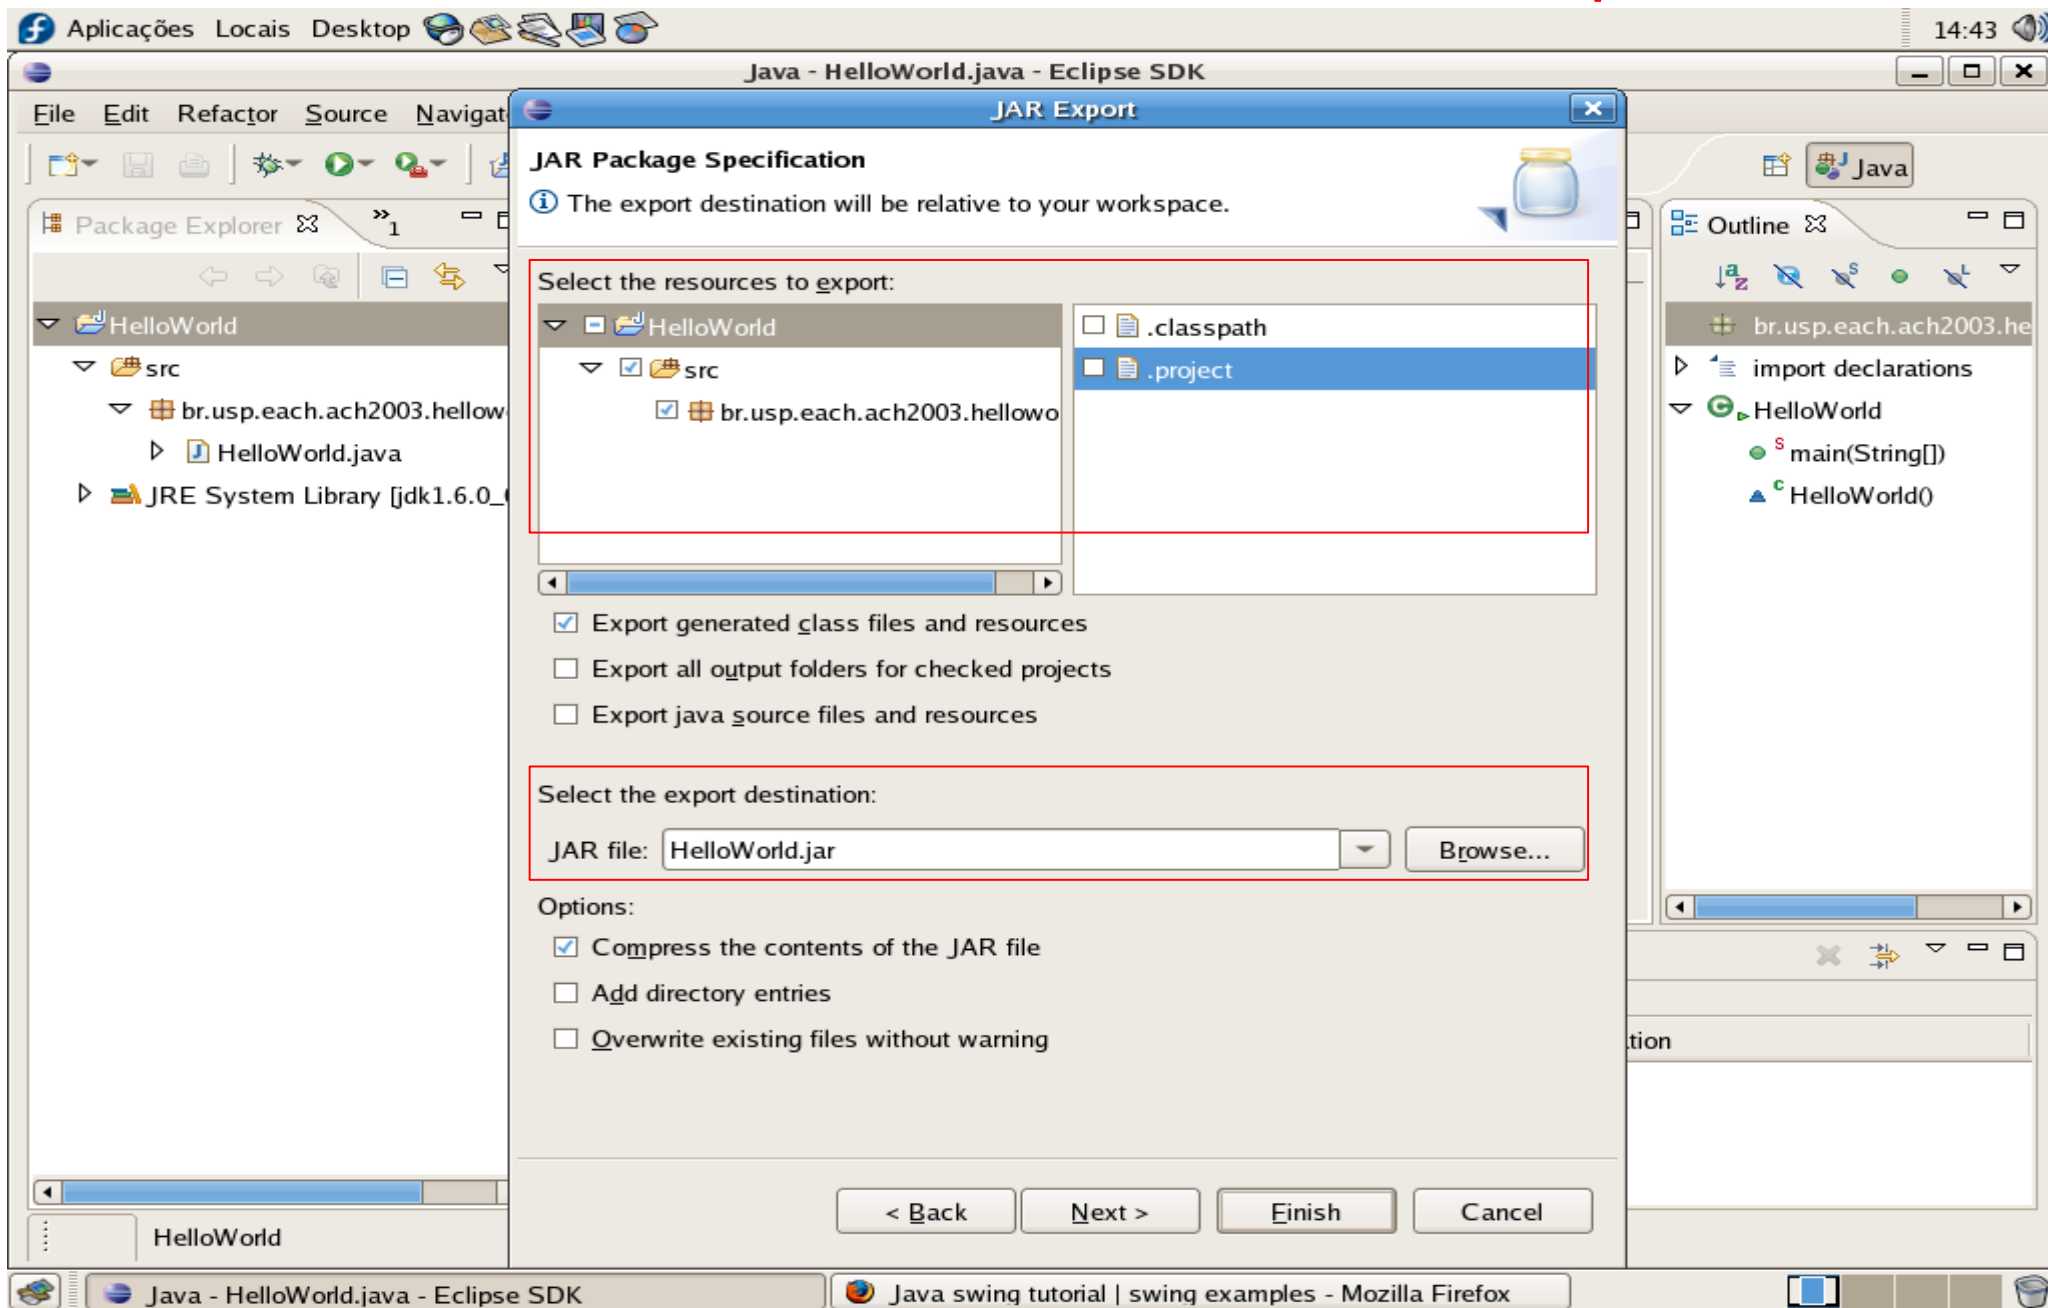 Aplicações Locais Desktop 14:43
Java - HelloWorld.java - Eclipse SDK
File Edit Refactor Source Navigat
JAR Export
JAR Package Specification
The export destination will be relative to your workspace.
Java
Package Explorer
»1
Outline
Select the resources to export:
HelloWorld
src
br.usp.each.ach2003.hellow
HelloWorld.java
JRE System Library [jdk1.6.0_
HelloWorld
src
br.usp.each.ach2003.hellowo
.classpath
.project
br.usp.each.ach2003.he
import declarations
HelloWorld
main(String[])
HelloWorld()
Export generated class files and resources
Export all output folders for checked projects
Export java source files and resources
Select the export destination:
JAR file: HelloWorld.jar Browse...
Options:
Compress the contents of the JAR file
Add directory entries
Overwrite existing files without warning
tion
< Back Next > Finish Cancel
HelloWorld
Java - HelloWorld.java - Eclipse SDK
Java swing tutorial | swing examples - Mozilla Firefox